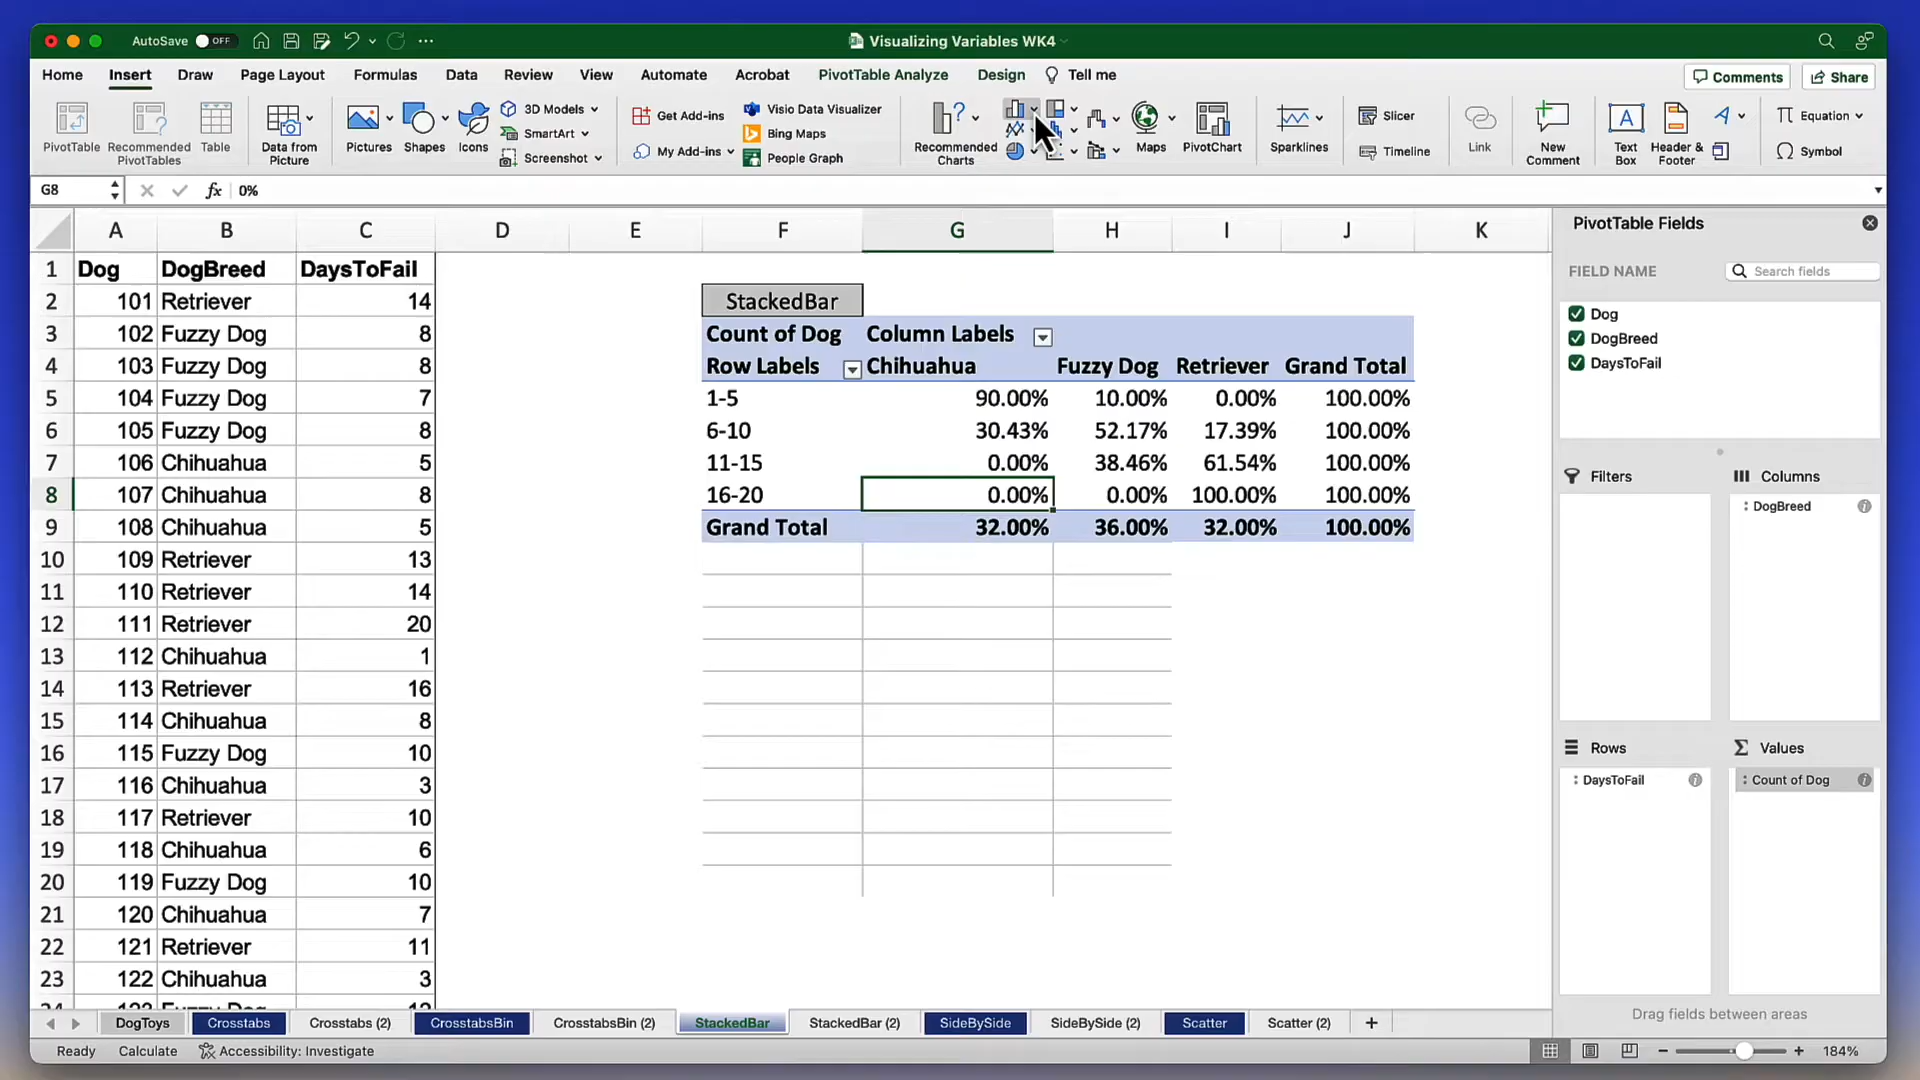 AutoSave OFF
Visualizing Variables WK4
Home Insert Draw Page Layout Formulas Data Review View Automate Acrobat PivotTable Analyze Design Tell me Comments Share
PivotTable
Recommended PivotTables
Table
Data from Picture
Pictures
Shapes
Icons
3D Models
SmartArt
Screenshot
Get Add-ins
My Add-ins
Visio Data Visualizer
Bing Maps
People Graph
Recommended Charts
Maps
PivotChart
Sparklines
Slicer
Timeline
Link
New Comment
Text Box
Header & Footer
Equation
Symbol
G8 fx 0%
A B C D E F G H I J K
1 Dog DogBreed DaysToFail
2 101 Retriever 14 StackedBar
3 102 Fuzzy Dog 8 Count of Dog Column Labels
4 103 Fuzzy Dog 8 Row Labels Chihuahua Fuzzy Dog Retriever Grand Total
5 104 Fuzzy Dog 7 1-5 90.00% 10.00% 0.00% 100.00%
6 105 Fuzzy Dog 8 6-10 30.43% 52.17% 17.39% 100.00%
7 106 Chihuahua 5 11-15 0.00% 38.46% 61.54% 100.00%
8 107 Chihuahua 8 16-20 0.00% 0.00% 100.00% 100.00%
9 108 Chihuahua 5 Grand Total 32.00% 36.00% 32.00% 100.00%
10 109 Retriever 13
11 110 Retriever 14
12 111 Retriever 20
13 112 Chihuahua 1
14 113 Retriever 16
15 114 Chihuahua 8
16 115 Fuzzy Dog 10
17 116 Chihuahua 3
18 117 Retriever 10
19 118 Chihuahua 6
20 119 Fuzzy Dog 10
21 120 Chihuahua 7
22 121 Retriever 11
23 122 Chihuahua 3
PivotTable Fields
FIELD NAME Search fields
Dog
DogBreed
DaysToFail
Filters Columns
DogBreed
Rows Values
DaysToFail Count of Dog
Drag fields between areas
DogToys Crosstabs Crosstabs (2) CrosstabsBin CrosstabsBin (2) StackedBar StackedBar (2) SideBySide SideBySide (2) Scatter Scatter (2)
Ready Calculate Accessibility: Investigate 184%